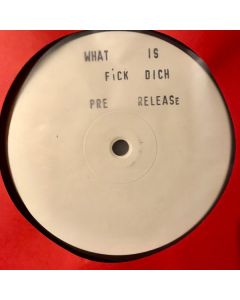 WHAT IS
FiCK DICH
PRE RELEASE